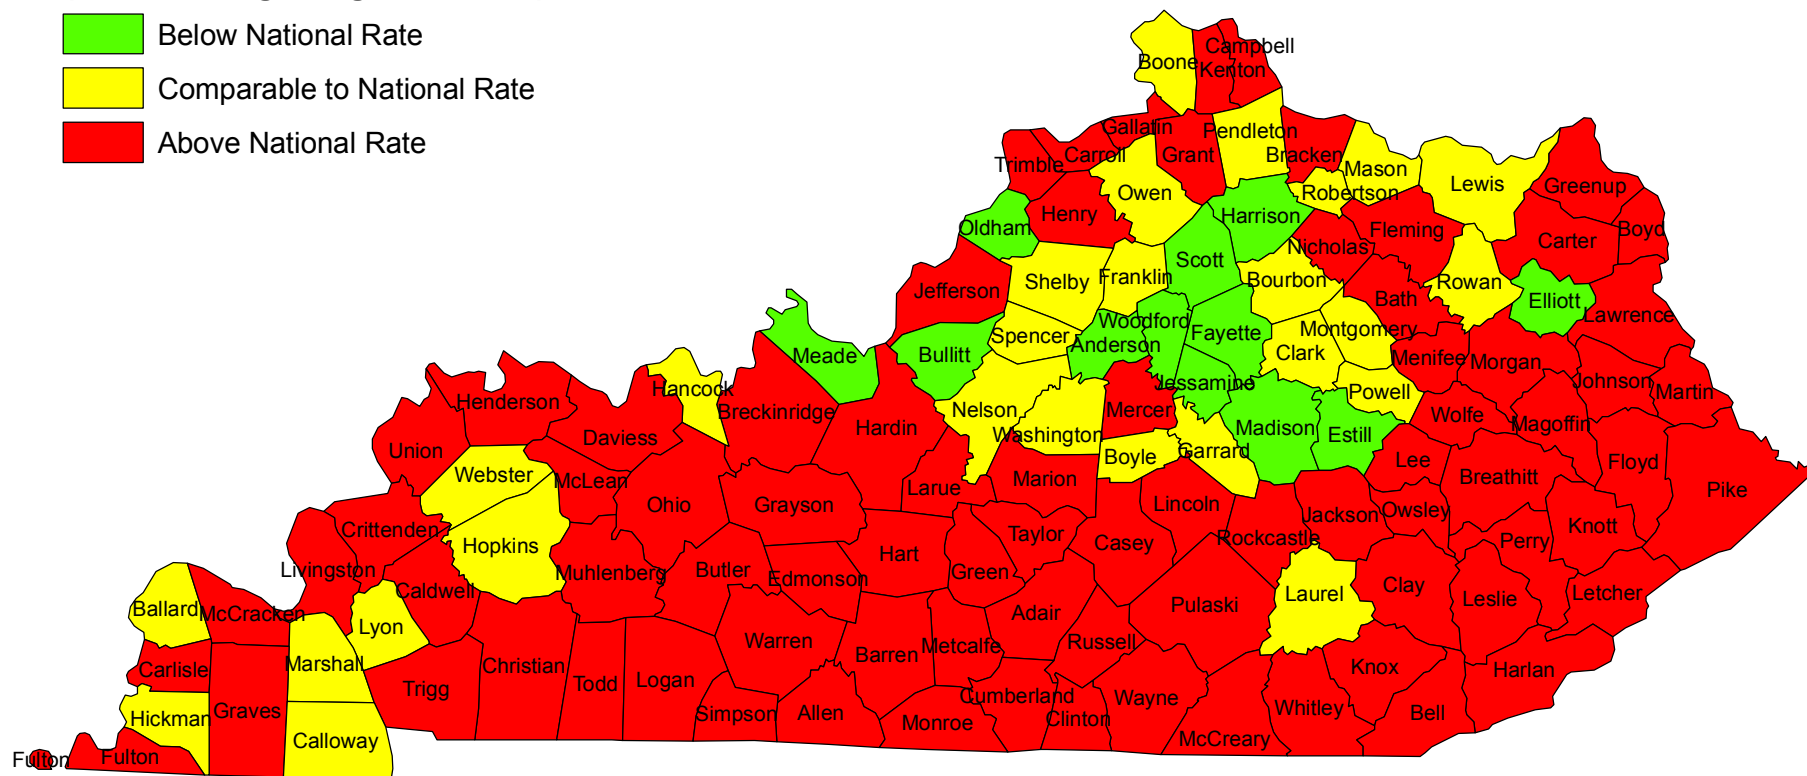 Below National Rate
Comparable to National Rate
Above National Rate
Campbell
Boone
Kenton
Gallatin
Pendleton
Carroll
Grant
Bracken
Trimble
Mason
Owen
Robertson
Lewis
Greenup
Henry
Harrison
Oldham
Fleming
Boyd
Nicholas
Carter
Scott
Shelby
Franklin
Bourbon
Rowan
Jefferson
Bath
Elliott
Lawrence
Woodford
Spencer
Fayette
Montgomery
Anderson
Meade
Bullitt
Clark
Menifee
Morgan
Jessamine
Johnson
Hancock
Powell
Martin
Henderson
Breckinridge
Nelson
Mercer
Wolfe
Magoffin
Daviess
Hardin
Washington
Madison
Estill
Union
Boyle
Garrard
Lee
Floyd
Webster
McLean
Larue
Marion
Breathitt
Pike
Ohio
Grayson
Lincoln
Jackson
Owsley
Crittenden
Hopkins
Taylor
Casey
Rockcastle
Perry
Knott
Hart
Livingston
Muhlenberg
Butler
Edmonson
Green
Caldwell
Clay
Leslie
Letcher
Ballard
McCracken
Lyon
Adair
Pulaski
Laurel
Warren
Metcalfe
Russell
Marshall
Christian
Barren
Carlisle
Trigg
Todd
Logan
Knox
Harlan
Cumberland
Wayne
Hickman
Graves
Simpson
Allen
Monroe
Clinton
Whitley
Bell
Calloway
McCreary
Fulton
Fulton